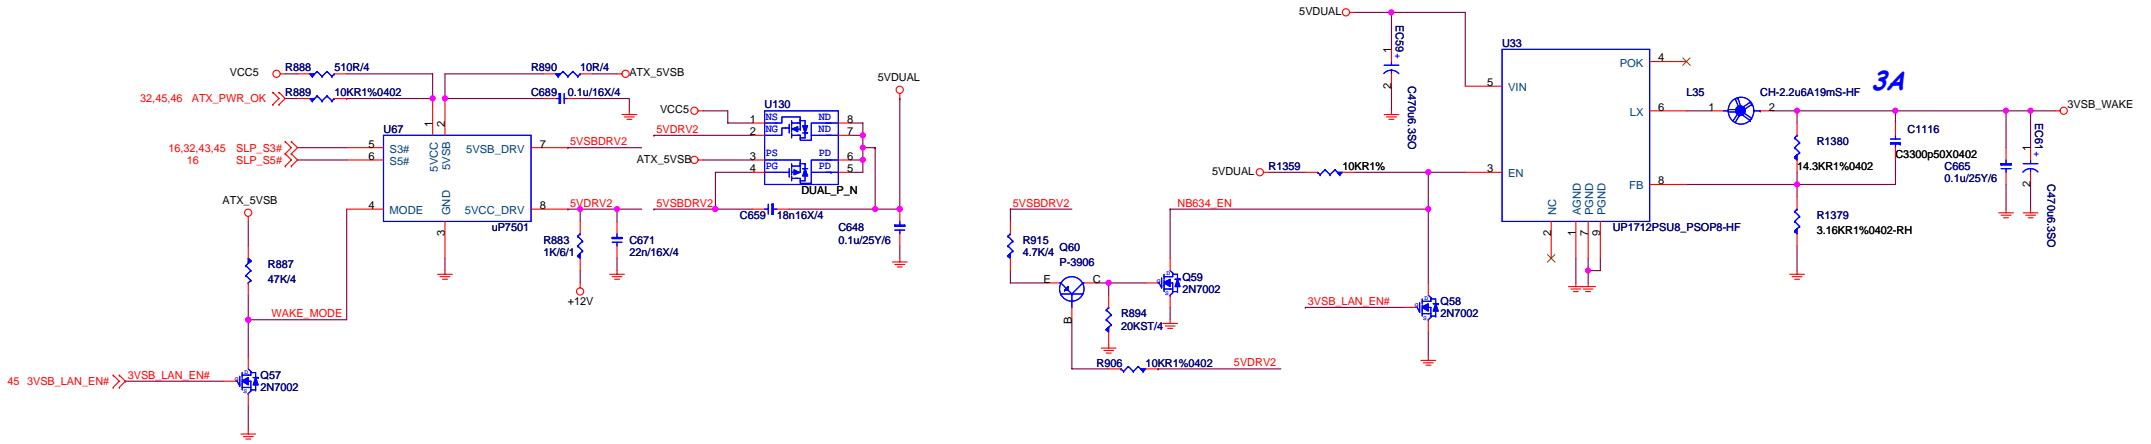 VCC5
R888
510R/4
32,45,46 ATX_PWR_OK
R889
10KR1%0402
R890
10R/4
ATX_5VSB
C689
0.1u/16X/4
U67
1
2
16,32,43,45 SLP_S3#
16 SLP_S5#
5
6
S3#
S5#
5VCC
5VSB
5VSB_DRV
7
5VSBDRV2
4
MODE
GND
5VCC_DRV
8
5VDRV2
3
uP7501
ATX_5VSB
R887
47K/4
WAKE_MODE
45 3VSB_LAN_EN#
3VSB_LAN_EN#
Q57
2N7002
R883
1K/6/1
+12V
C671
22n/16X/4
VCC5
5VDRV2
ATX_5VSB
5VSBDRV2
U130
1
2
3
4
NS
NG
PS
PG
ND
ND
PD
PD
8
7
6
5
DUAL_P_N
C659
18n16X/4
5VDUAL
C648
0.1u/25Y/6
5VSBDRV2
R915
4.7K/4
Q60
P-3906
E
C
B
R894
20KST/4
R906
10KR1%0402
5VDRV2
NB634_EN
Q59
2N7002
5VDUAL
R1359
10KR1%
3VSB_LAN_EN#
Q58
2N7002
5VDUAL
EC59
+
1
2
C470u6.3SO
U33
5
VIN
3
EN
POK
4
LX
6
FB
8
NC
AGND
PGND
PGND
2
1
7
9
UP1712PSU8_PSOP8-HF
L35
1
2
CH-2.2u6A19mS-HF
3A
3VSB_WAKE
R1380
14.3KR1%0402
C1116
C3300p50X0402
R1379
3.16KR1%0402-RH
C665
0.1u/25Y/6
EC61
+
1
2
C470u6.3SO